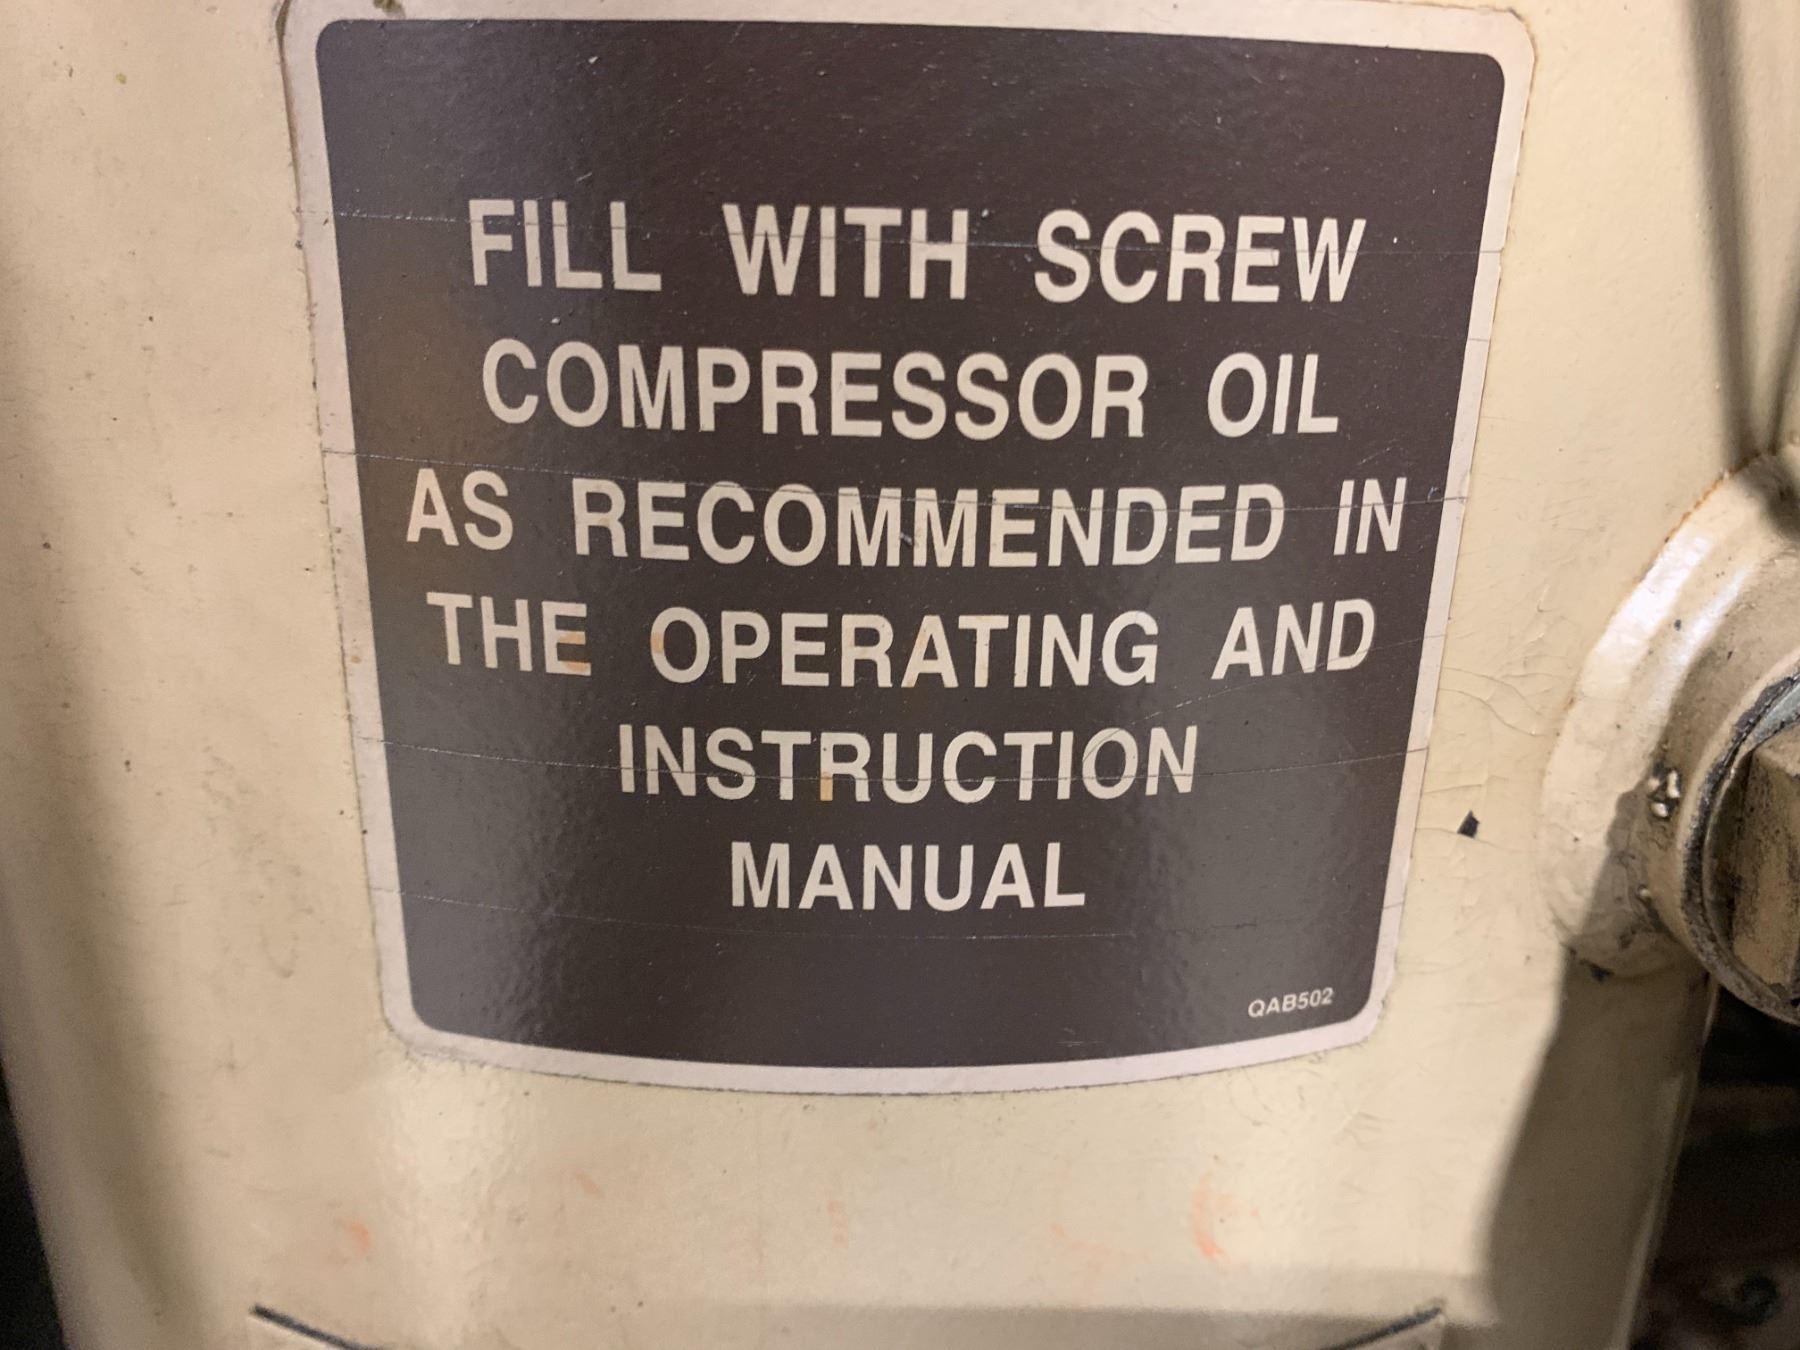 FILL WITH SCREW
COMPRESSOR OIL
AS RECOMMENDED IN
THE OPERATING AND
INSTRUCTION
MANUAL
QAB502